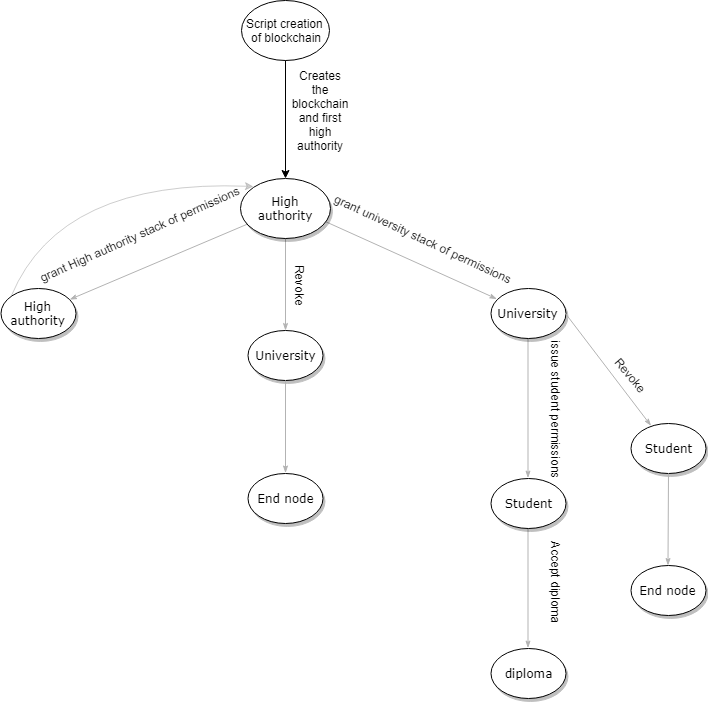 Script creation
of blockchain
Creates
the
blockchain
and first
high
authority
High
authority
grant High authority stack of permissions
grant university stack of permissions
Revoke
High
authority
University
University
issue student permissions
Revoke
Student
End node
Student
Accept diploma
End node
diploma